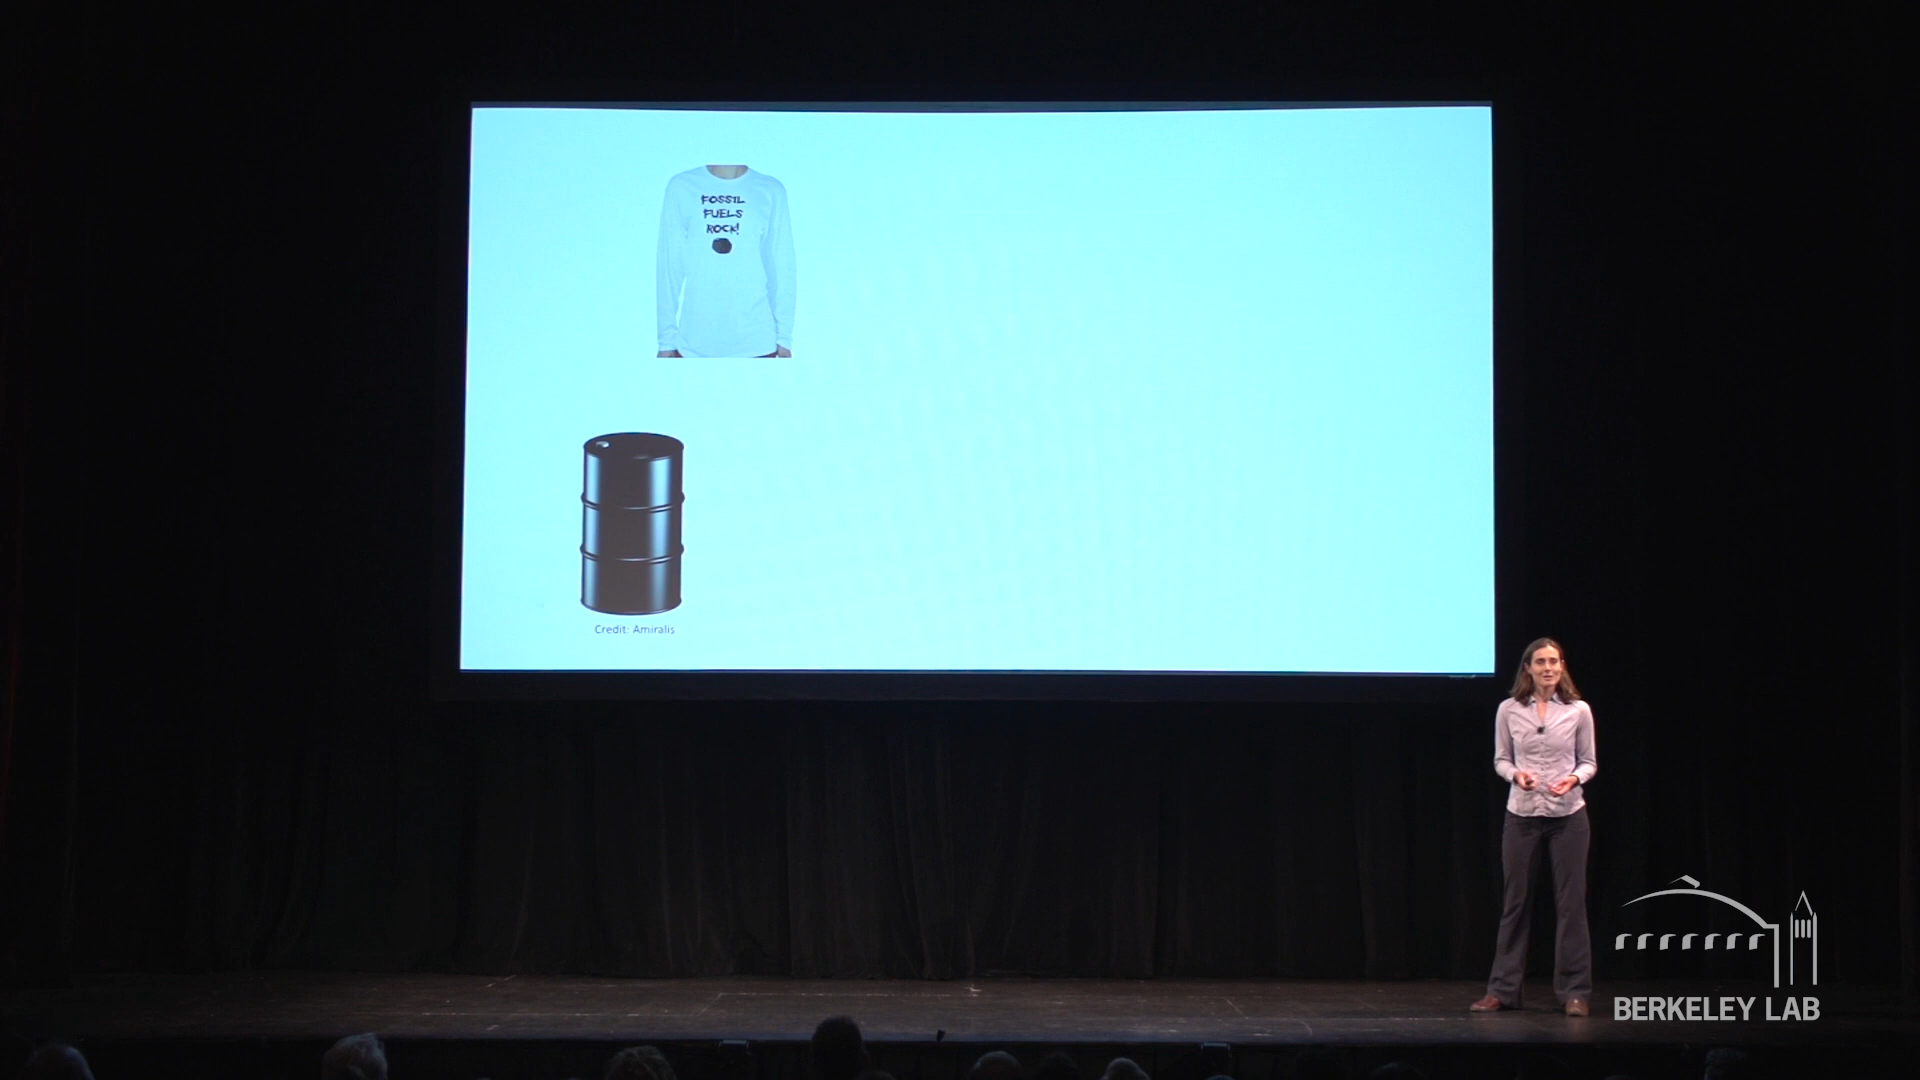 FOSSIL
FUELS
ROCK!
Credit: Amiralis
BERKELEY LAB